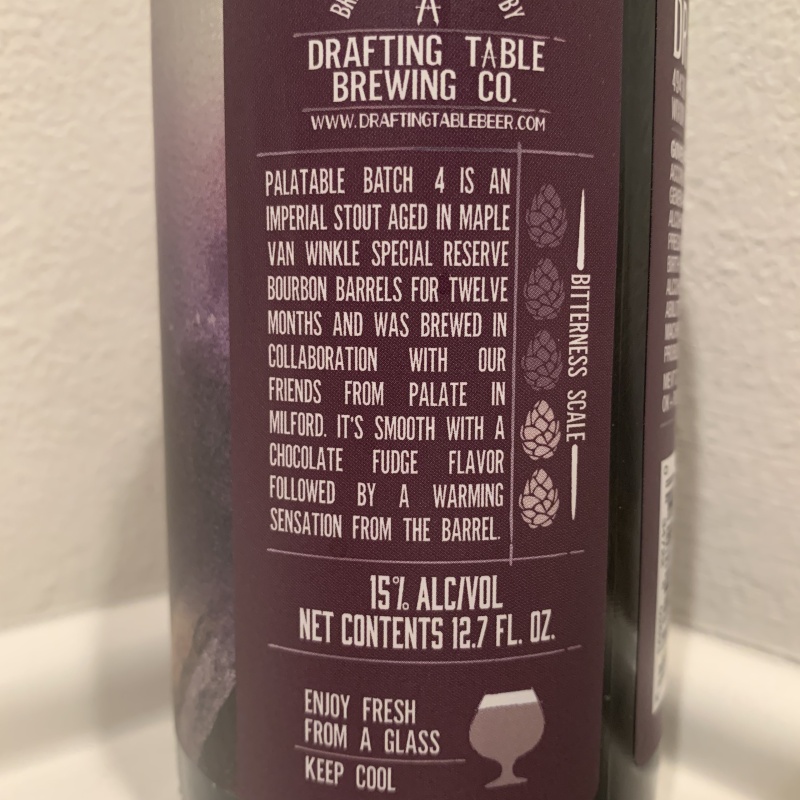 BY
DRAFTING TABLE
BREWING CO.
WWW.DRAFTINGTABLEBEER.COM
PALATABLE BATCH 4 IS AN
IMPERIAL STOUT AGED IN MAPLE
VAN WINKLE SPECIAL RESERVE
BOURBON BARRELS FOR TWELVE
MONTHS AND WAS BREWED IN
COLLABORATION WITH OUR
FRIENDS FROM PALATE IN
MILFORD. IT'S SMOOTH WITH A
CHOCOLATE FUDGE FLAVOR
FOLLOWED BY A WARMING
SENSATION FROM THE BARREL.
BITTERNESS SCALE
15% ALC/VOL
NET CONTENTS 12.7 FL. OZ.
ENJOY FRESH
FROM A GLASS
KEEP COOL